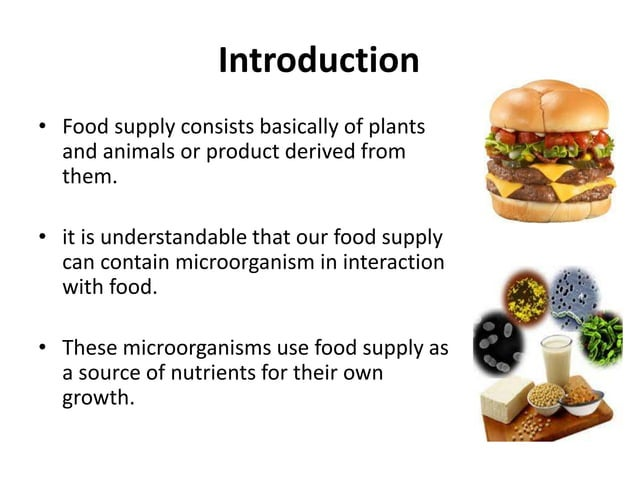 Introduction
• Food supply consists basically of plants
and animals or product derived from
them.
• it is understandable that our food supply
can contain microorganism in interaction
with food.
• These microorganisms use food supply as
a source of nutrients for their own
growth.